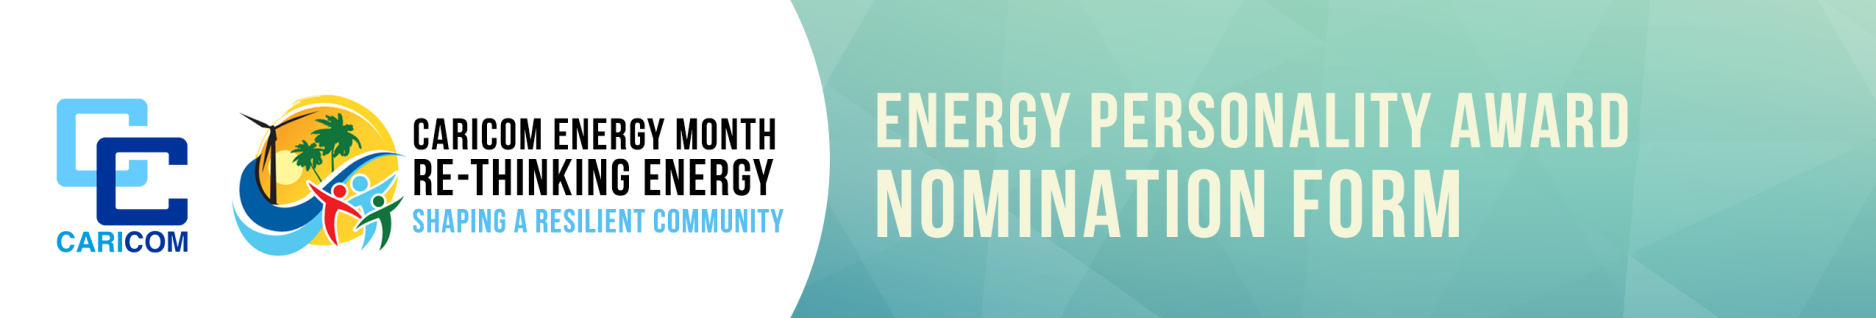 CARICOM
CARICOM ENERGY MONTH
RE-THINKING ENERGY
SHAPING A RESILIENT COMMUNITY
ENERGY PERSONALITY AWARD
NOMINATION FORM